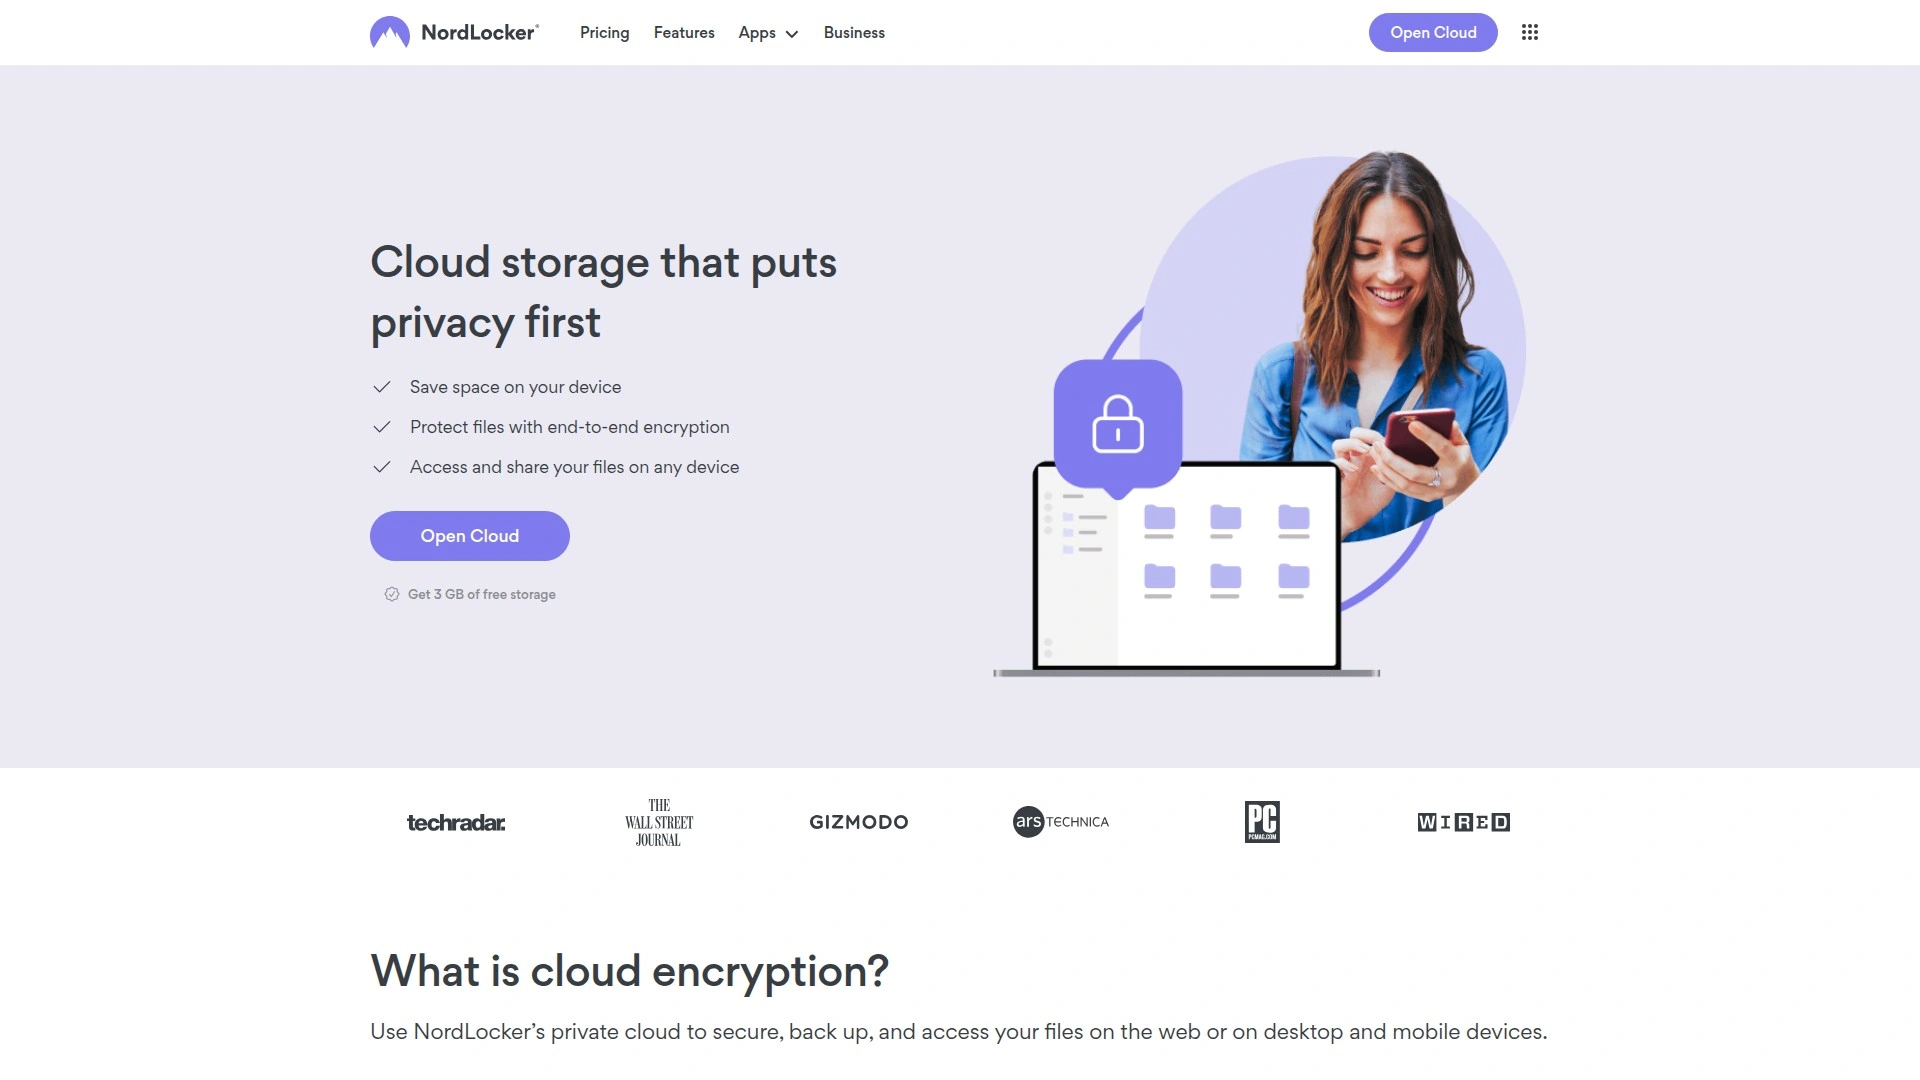 NordLocker®
Pricing
Features
Apps
Business
Open Cloud
Cloud storage that puts
privacy first
Save space on your device
Protect files with end-to-end encryption
Access and share your files on any device
Open Cloud
Get 3 GB of free storage
techradar.
THE
WALL STREET
JOURNAL
GIZMODO
ars TECHNICA
PC
PCMAG.COM
WIRED
What is cloud encryption?
Use NordLocker’s private cloud to secure, back up, and access your files on the web or on desktop and mobile devices.